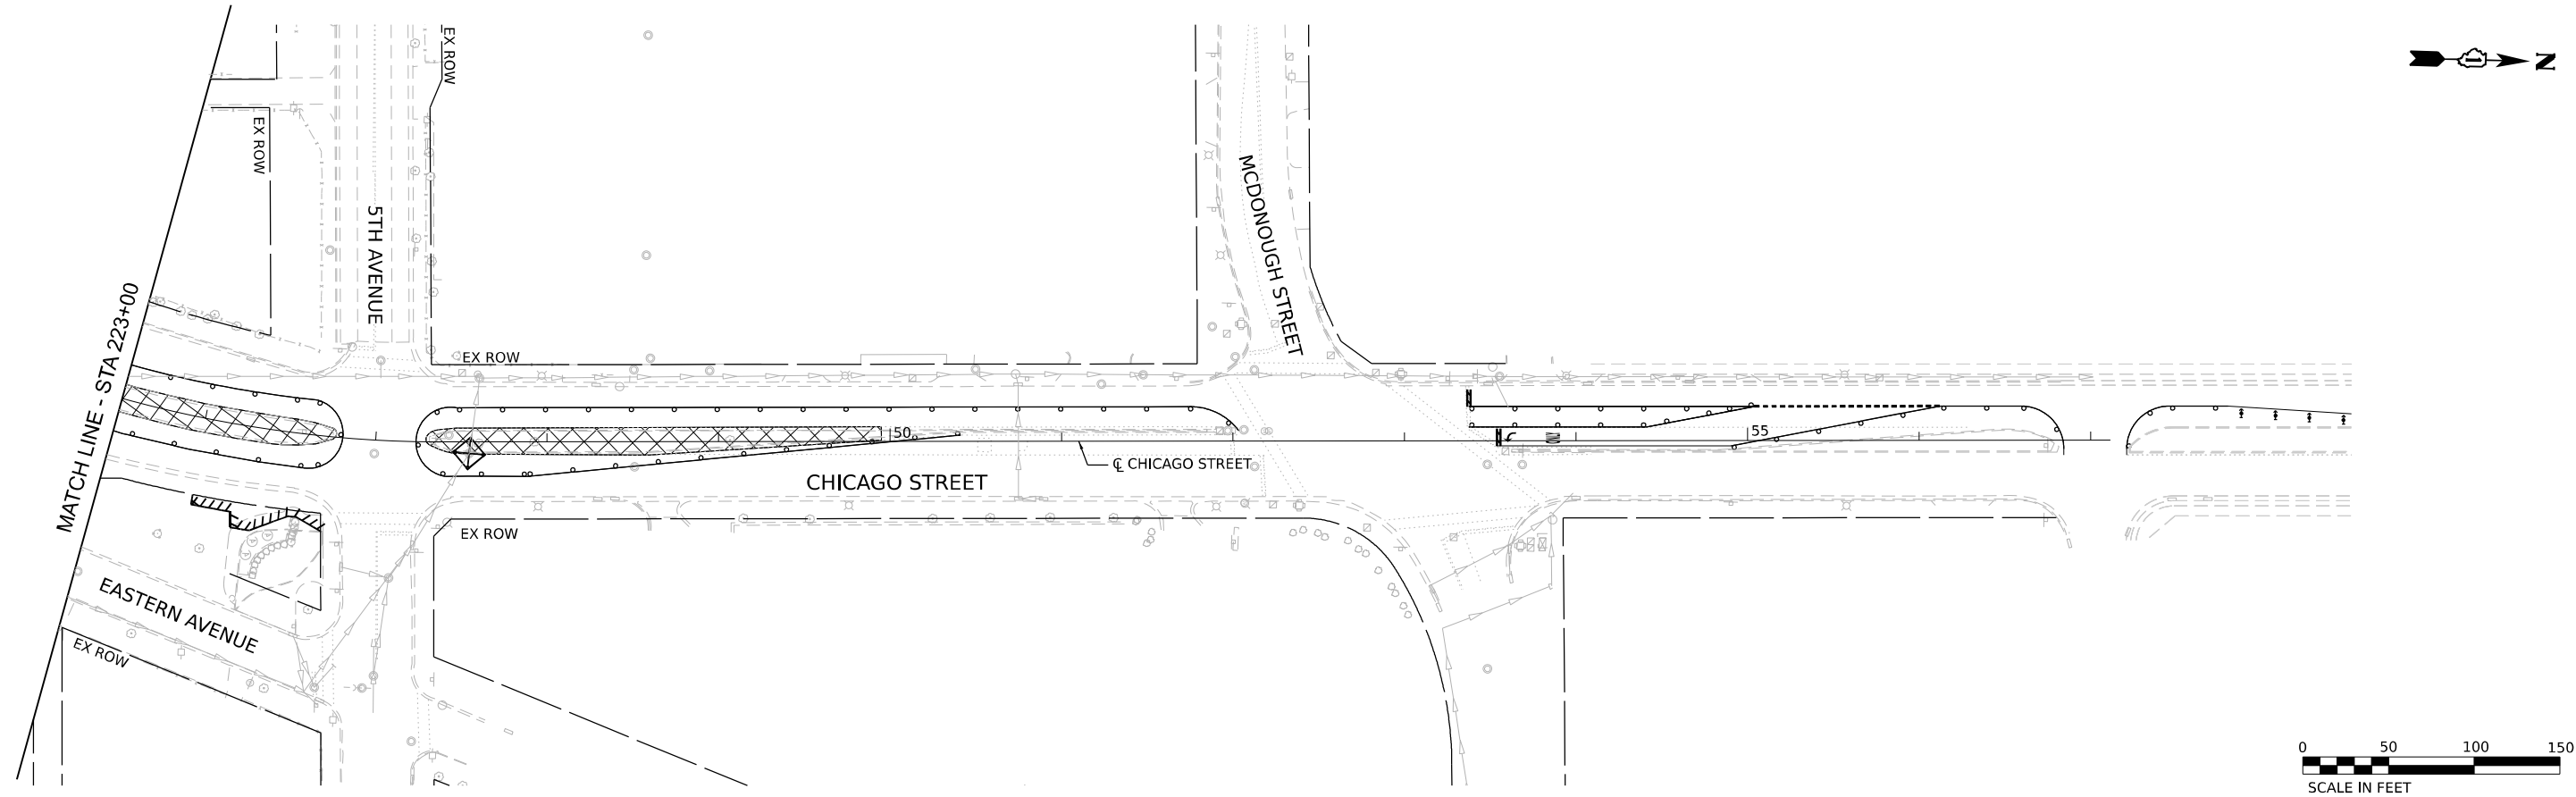 EX ROW
N
EX ROW
5TH AVENUE
MCDONOUGH STREET
MATCH LINE - STA 223+00
EX ROW
50
55
℄ CHICAGO STREET
CHICAGO STREET
EX ROW
EASTERN AVENUE
EX ROW
0 50 100 150
SCALE IN FEET